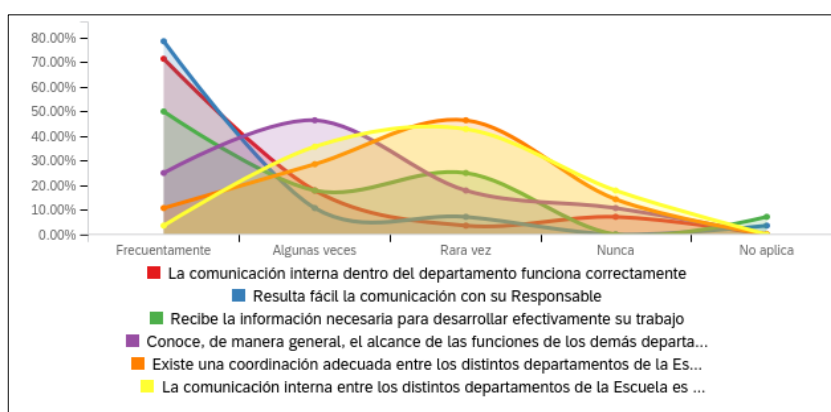 80.00%
70.00%
60.00%
50.00%
40.00%
30.00%
20.00%
10.00%
0.00%
Frecuentamente Algunas veces Rara vez Nunca No aplica
La comunicación interna dentro del departamento funciona correctamente
Resulta fácil la comunicación con su Responsable
Recibe la información necesaria para desarrollar efectivamente su trabajo
Conoce, de manera general, el alcance de las funciones de los demás departa...
Existe una coordinación adecuada entre los distintos departamentos de la Es...
La comunicación interna entre los distintos departamentos de la Escuela es ...